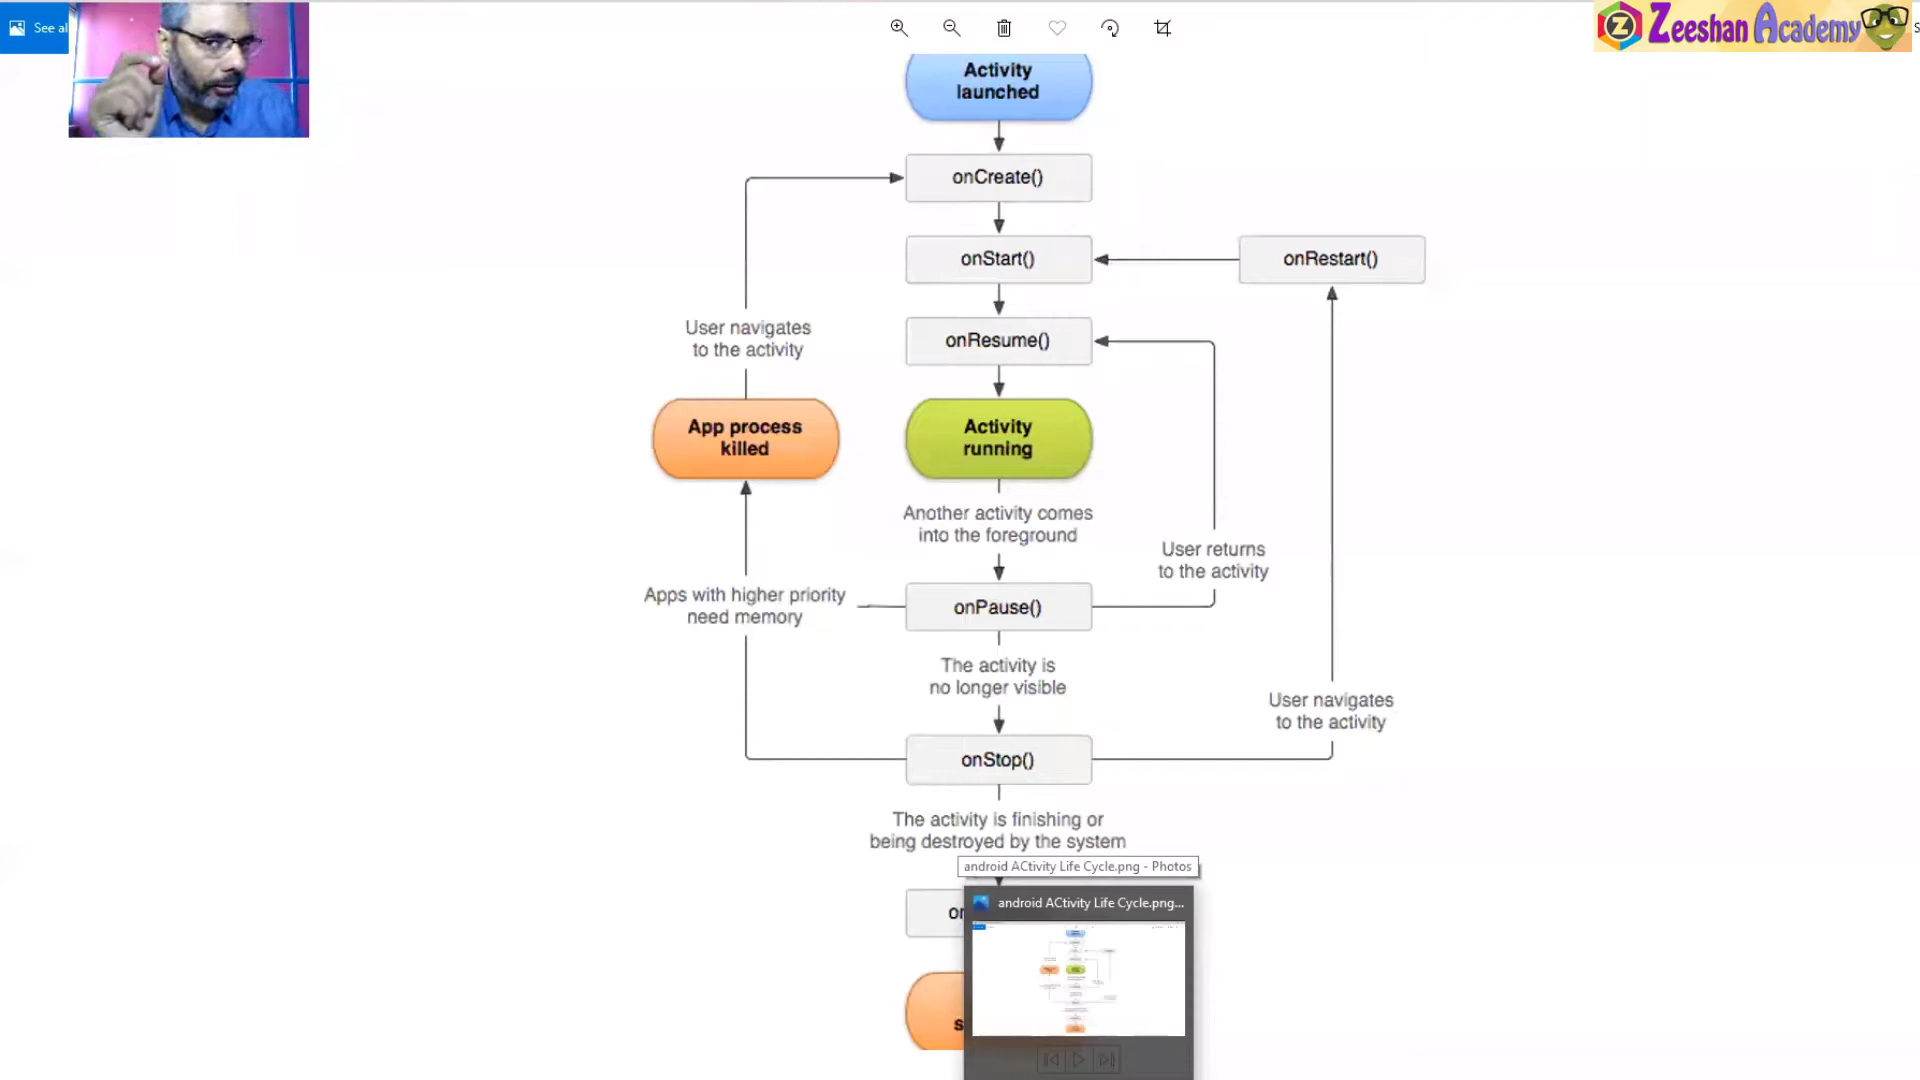 See al
Zeeshan Academy
S
Activity
launched
onCreate()
onStart()
onRestart()
onResume()
User navigates
to the activity
App process
killed
Activity
running
Another activity comes
into the foreground
User returns
to the activity
Apps with higher priority
need memory
onPause()
The activity is
no longer visible
User navigates
to the activity
onStop()
The activity is finishing or
being destroyed by the system
android ACtivity Life Cycle.png - Photos
android ACtivity Life Cycle.png...
on
s